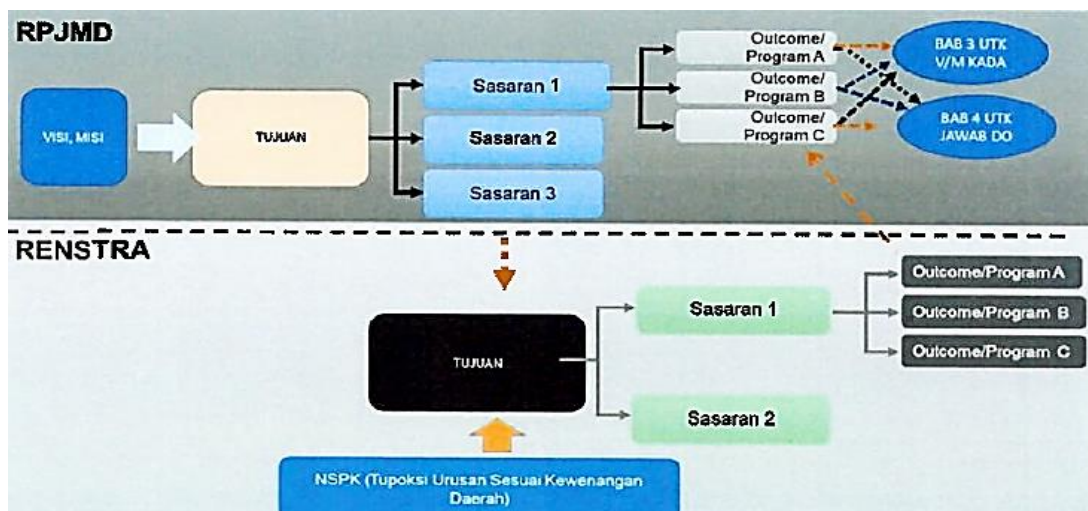 RPJMD
VISI, MISI
TUJUAN
Sasaran 1
Sasaran 2
Sasaran 3
Outcome/
Program A
Outcome/
Program B
Outcome/
Program C
BAB 3 UTK
V/M KADA
BAB 4 UTK
JAWAB DO
RENSTRA
TUJUAN
Sasaran 1
Sasaran 2
Outcome/Program A
Outcome/Program B
Outcome/Program C
NSPK (Tupoksi Urusan Sesuai Kewenangan
Daerah)